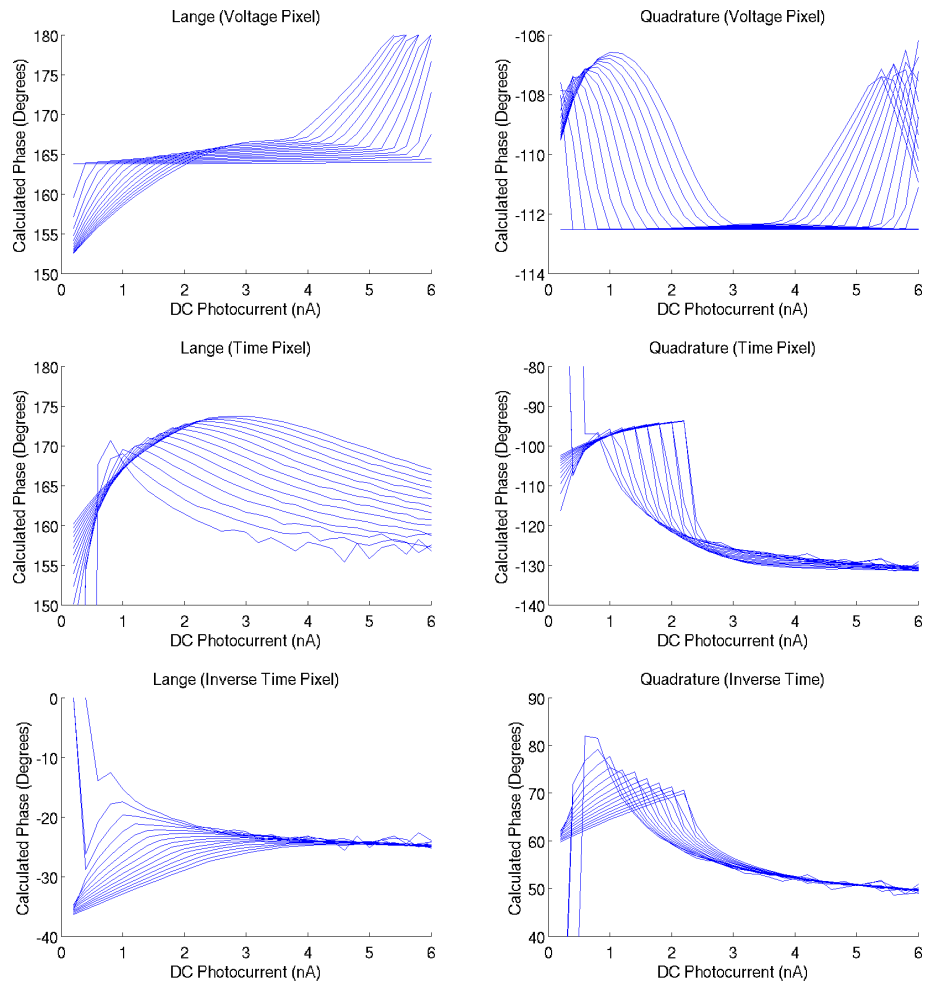 Lange (Voltage Pixel)
Calculated Phase (Degrees)
180
175
170
165
160
155
150
0 1 2 3 4 5 6
DC Photocurrent (nA)
Quadrature (Voltage Pixel)
Calculated Phase (Degrees)
-106
-108
-110
-112
-114
0 1 2 3 4 5 6
DC Photocurrent (nA)
Lange (Time Pixel)
Calculated Phase (Degrees)
180
175
170
165
160
155
150
0 1 2 3 4 5 6
DC Photocurrent (nA)
Quadrature (Time Pixel)
Calculated Phase (Degrees)
-80
-90
-100
-110
-120
-130
-140
0 1 2 3 4 5 6
DC Photocurrent (nA)
Lange (Inverse Time Pixel)
Calculated Phase (Degrees)
0
-10
-20
-30
-40
0 1 2 3 4 5 6
DC Photocurrent (nA)
Quadrature (Inverse Time)
Calculated Phase (Degrees)
90
80
70
60
50
40
0 1 2 3 4 5 6
DC Photocurrent (nA)